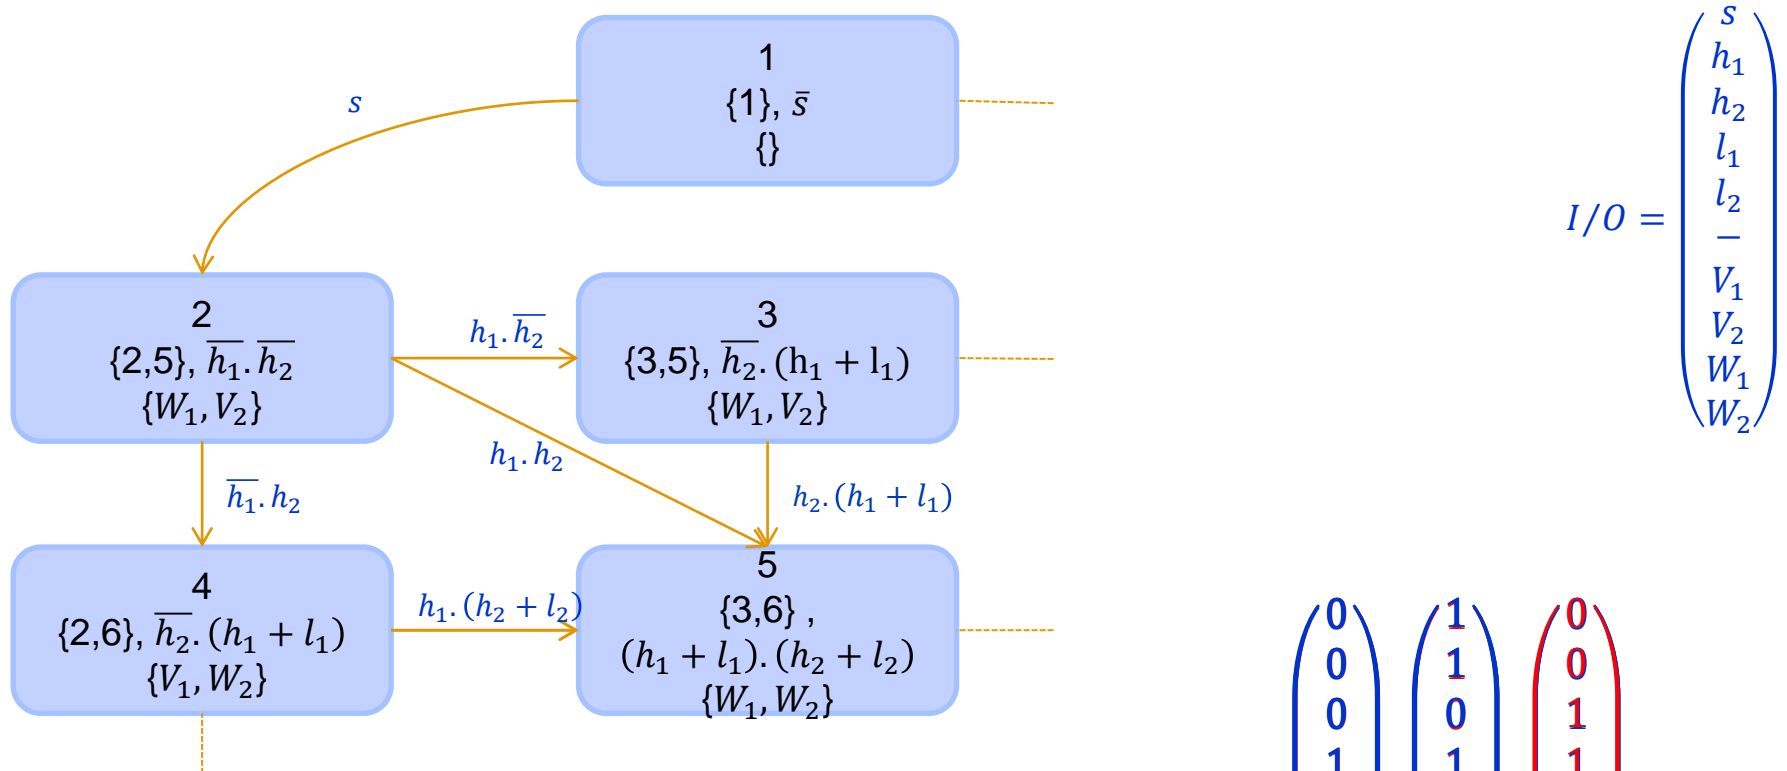 1
{1}, s̅
{}
s
2
{2,5}, h̅₁.h̅₂
{W₁, V₂}
h₁.h̅₂
3
{3,5}, h̅₂.(h₁ + l₁)
{W₁, V₂}
h₁.h₂
h̅₁.h₂
h₂.(h₁ + l₁)
4
{2,6}, h̅₂.(h₁ + l₁)
{V₁, W₂}
h₁.(h₂ + l₂)
5
{3,6} ,
(h₁ + l₁).(h₂ + l₂)
{W₁, W₂}
I/O =
s
h₁
h₂
l₁
l₂
−
V₁
V₂
W₁
W₂
0 1 0
0 1 0
0 0 1
1 1 1